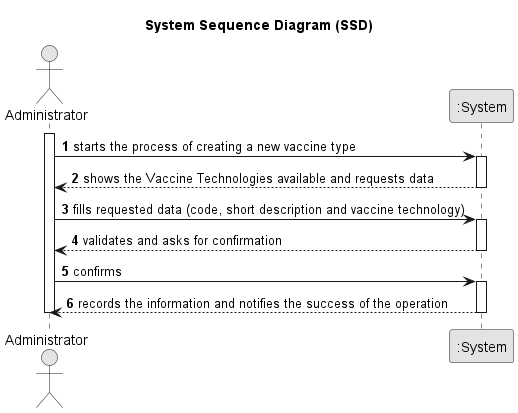 System Sequence Diagram (SSD)
Administrator
:System
1 starts the process of creating a new vaccine type
2 shows the Vaccine Technologies available and requests data
3 fills requested data (code, short description and vaccine technology)
4 validates and asks for confirmation
5 confirms
6 records the information and notifies the success of the operation
Administrator
:System